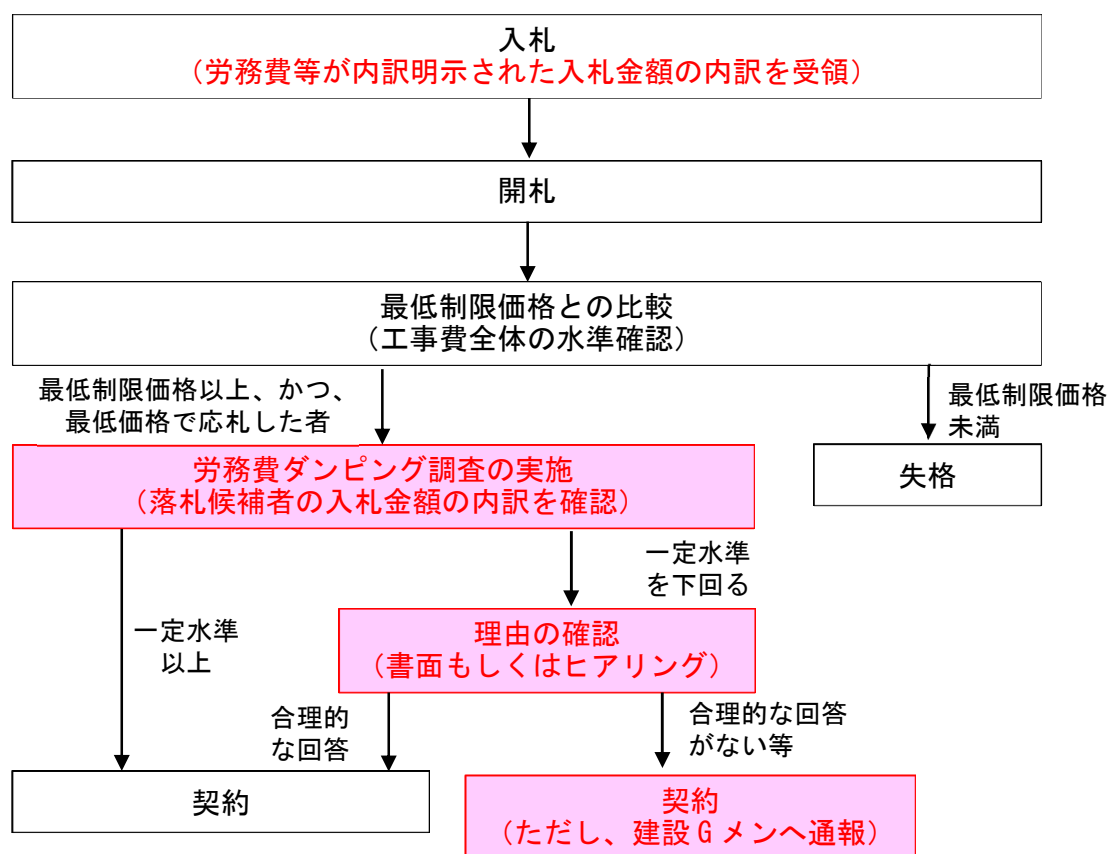 入札
（労務費等が内訳明示された入札金額の内訳を受領）
開札
最低制限価格との比較
（工事費全体の水準確認）
最低制限価格以上、かつ、
最低価格で応札した者
最低制限価格
未満
労務費ダンピング調査の実施
（落札候補者の入札金額の内訳を確認）
失格
一定水準
を下回る
一定水準
以上
理由の確認
（書面もしくはヒアリング）
合理的
な回答
合理的な回答
がない等
契約
契約
（ただし、建設Ｇメンへ通報）